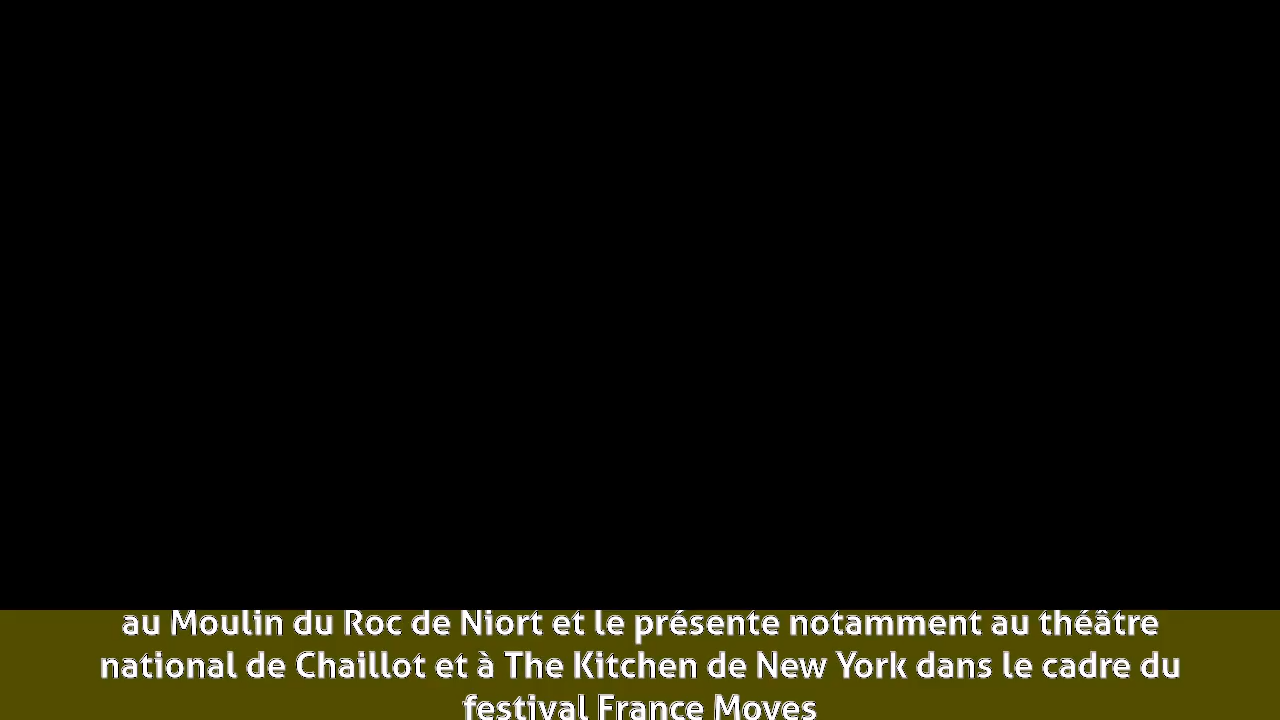 au Moulin du Roc de Niort et le présente notamment au théâtre
national de Chaillot et à The Kitchen de New York dans le cadre du
festival France Moves